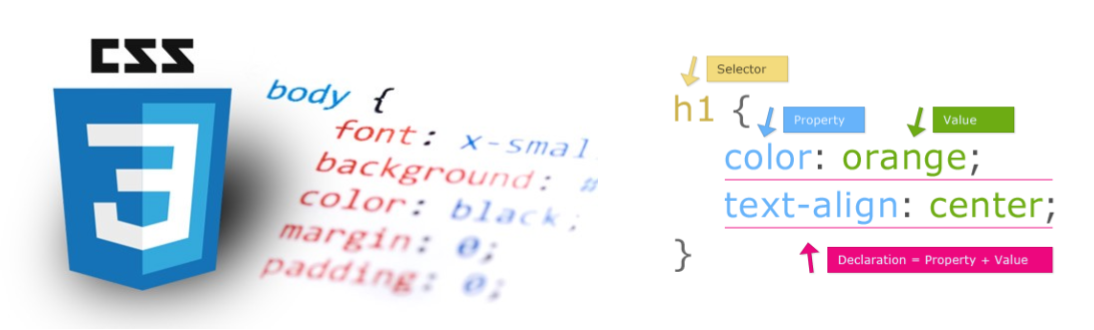 CSS
3
body {
font: x-smal
background: #
color: black;
margin: 0;
padding: 0;
Selector
h1 {
Property
Value
color: orange;
text-align: center;
}
Declaration = Property + Value